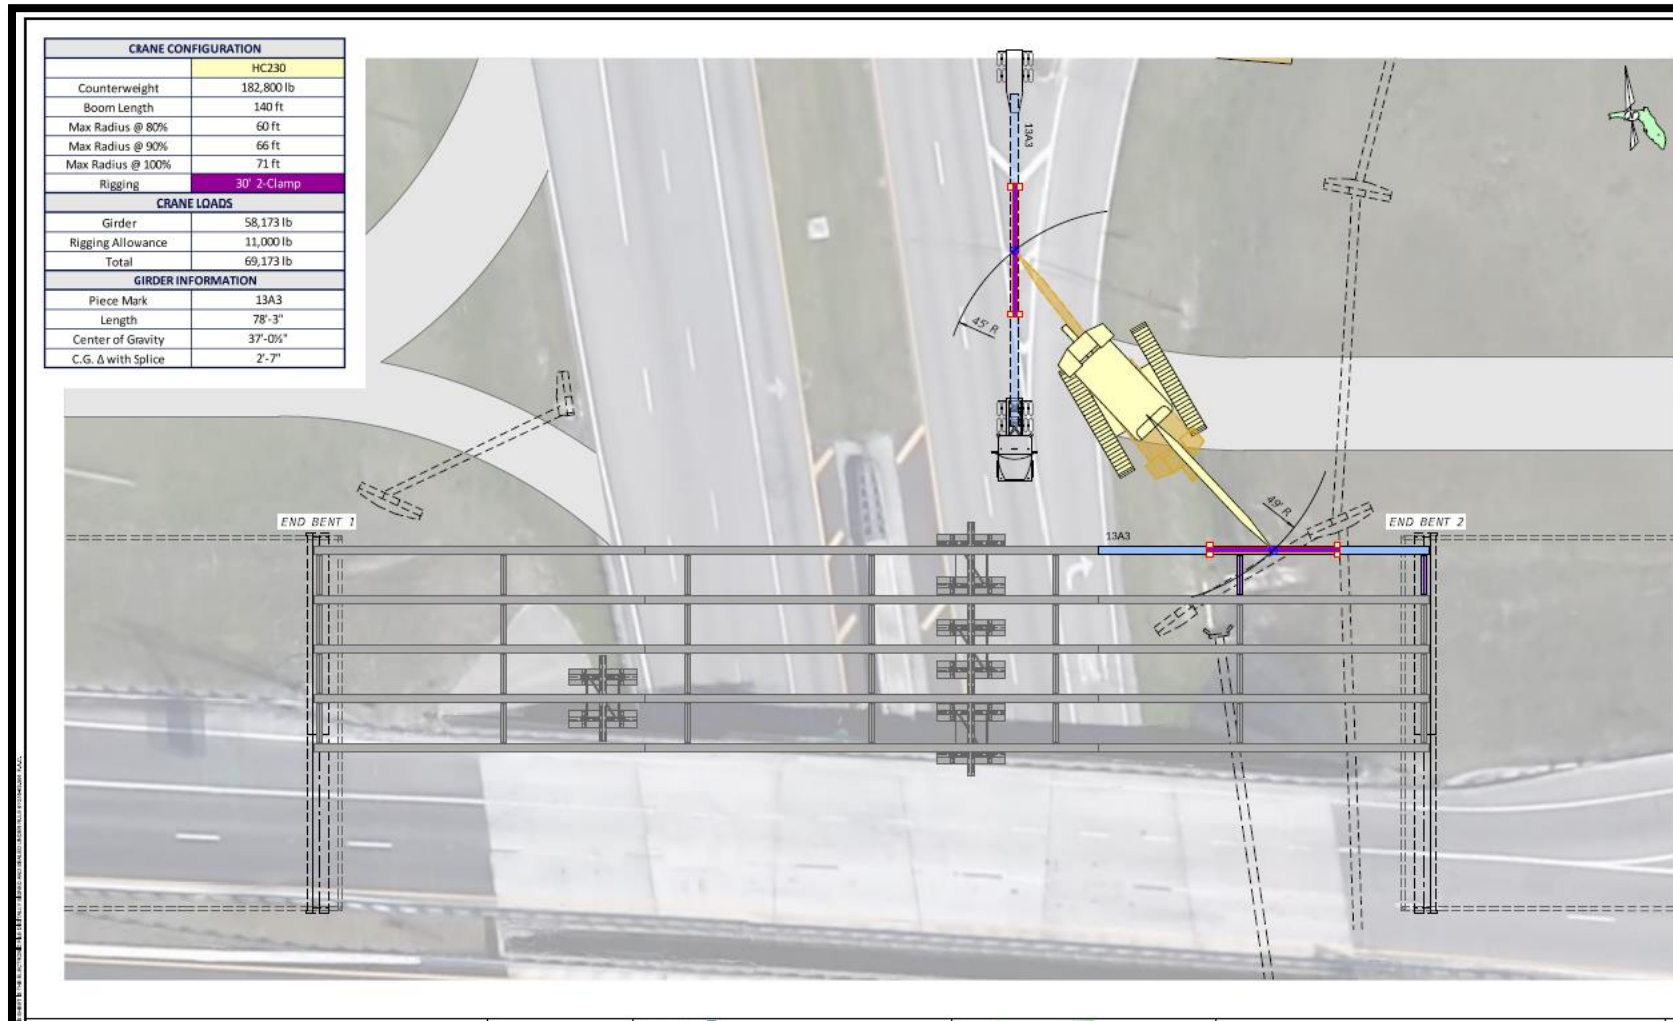 CRANE CONFIGURATION
HC230
Counterweight 182,800 lb
Boom Length 140 ft
Max Radius @ 80% 60 ft
Max Radius @ 90% 66 ft
Max Radius @ 100% 71 ft
Rigging 30' 2-Clamp
CRANE LOADS
Girder 58,173 lb
Rigging Allowance 11,000 lb
Total 69,173 lb
GIRDER INFORMATION
Piece Mark 13A3
Length 78'-3"
Center of Gravity 37'-0½"
C.G. Δ with Splice 2'-7"
13A3
45' R
49' R
END BENT 1
13A3
END BENT 2